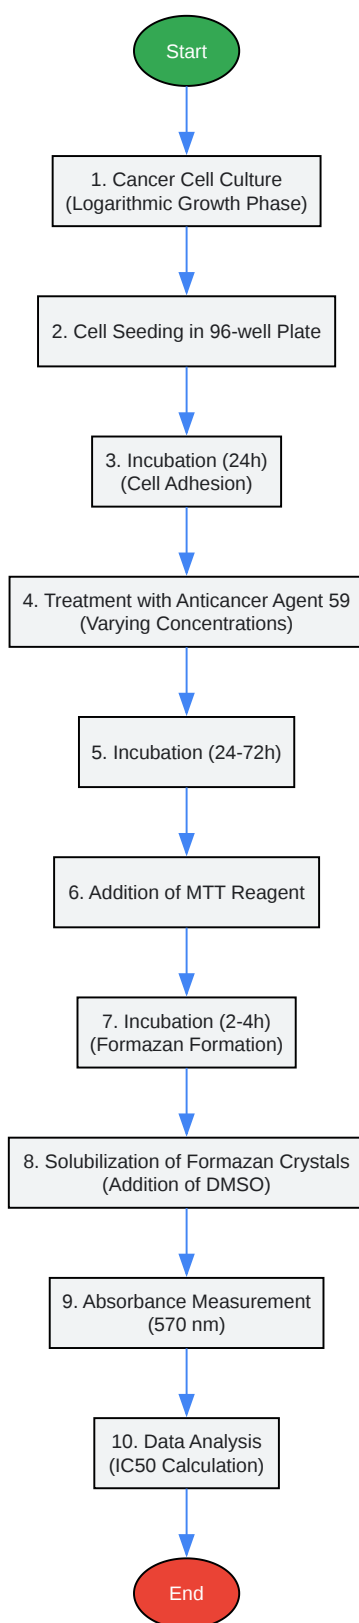 Start
1. Cancer Cell Culture
(Logarithmic Growth Phase)
2. Cell Seeding in 96-well Plate
3. Incubation (24h)
(Cell Adhesion)
4. Treatment with Anticancer Agent 59
(Varying Concentrations)
5. Incubation (24-72h)
6. Addition of MTT Reagent
7. Incubation (2-4h)
(Formazan Formation)
8. Solubilization of Formazan Crystals
(Addition of DMSO)
9. Absorbance Measurement
(570 nm)
10. Data Analysis
(IC50 Calculation)
End